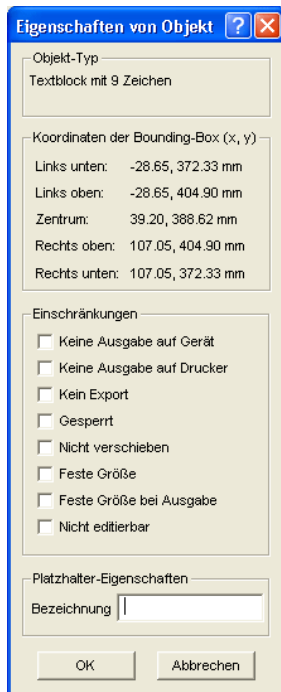 Eigenschaften von Objekt
Objekt-Typ
Textblock mit 9 Zeichen
Koordinaten der Bounding-Box (x, y)
Links unten: -28.65, 372.33 mm
Links oben: -28.65, 404.90 mm
Zentrum: 39.20, 388.62 mm
Rechts oben: 107.05, 404.90 mm
Rechts unten: 107.05, 372.33 mm
Einschränkungen
Keine Ausgabe auf Gerät
Keine Ausgabe auf Drucker
Kein Export
Gesperrt
Nicht verschieben
Feste Größe
Feste Größe bei Ausgabe
Nicht editierbar
Platzhalter-Eigenschaften
Bezeichnung
OK Abbrechen